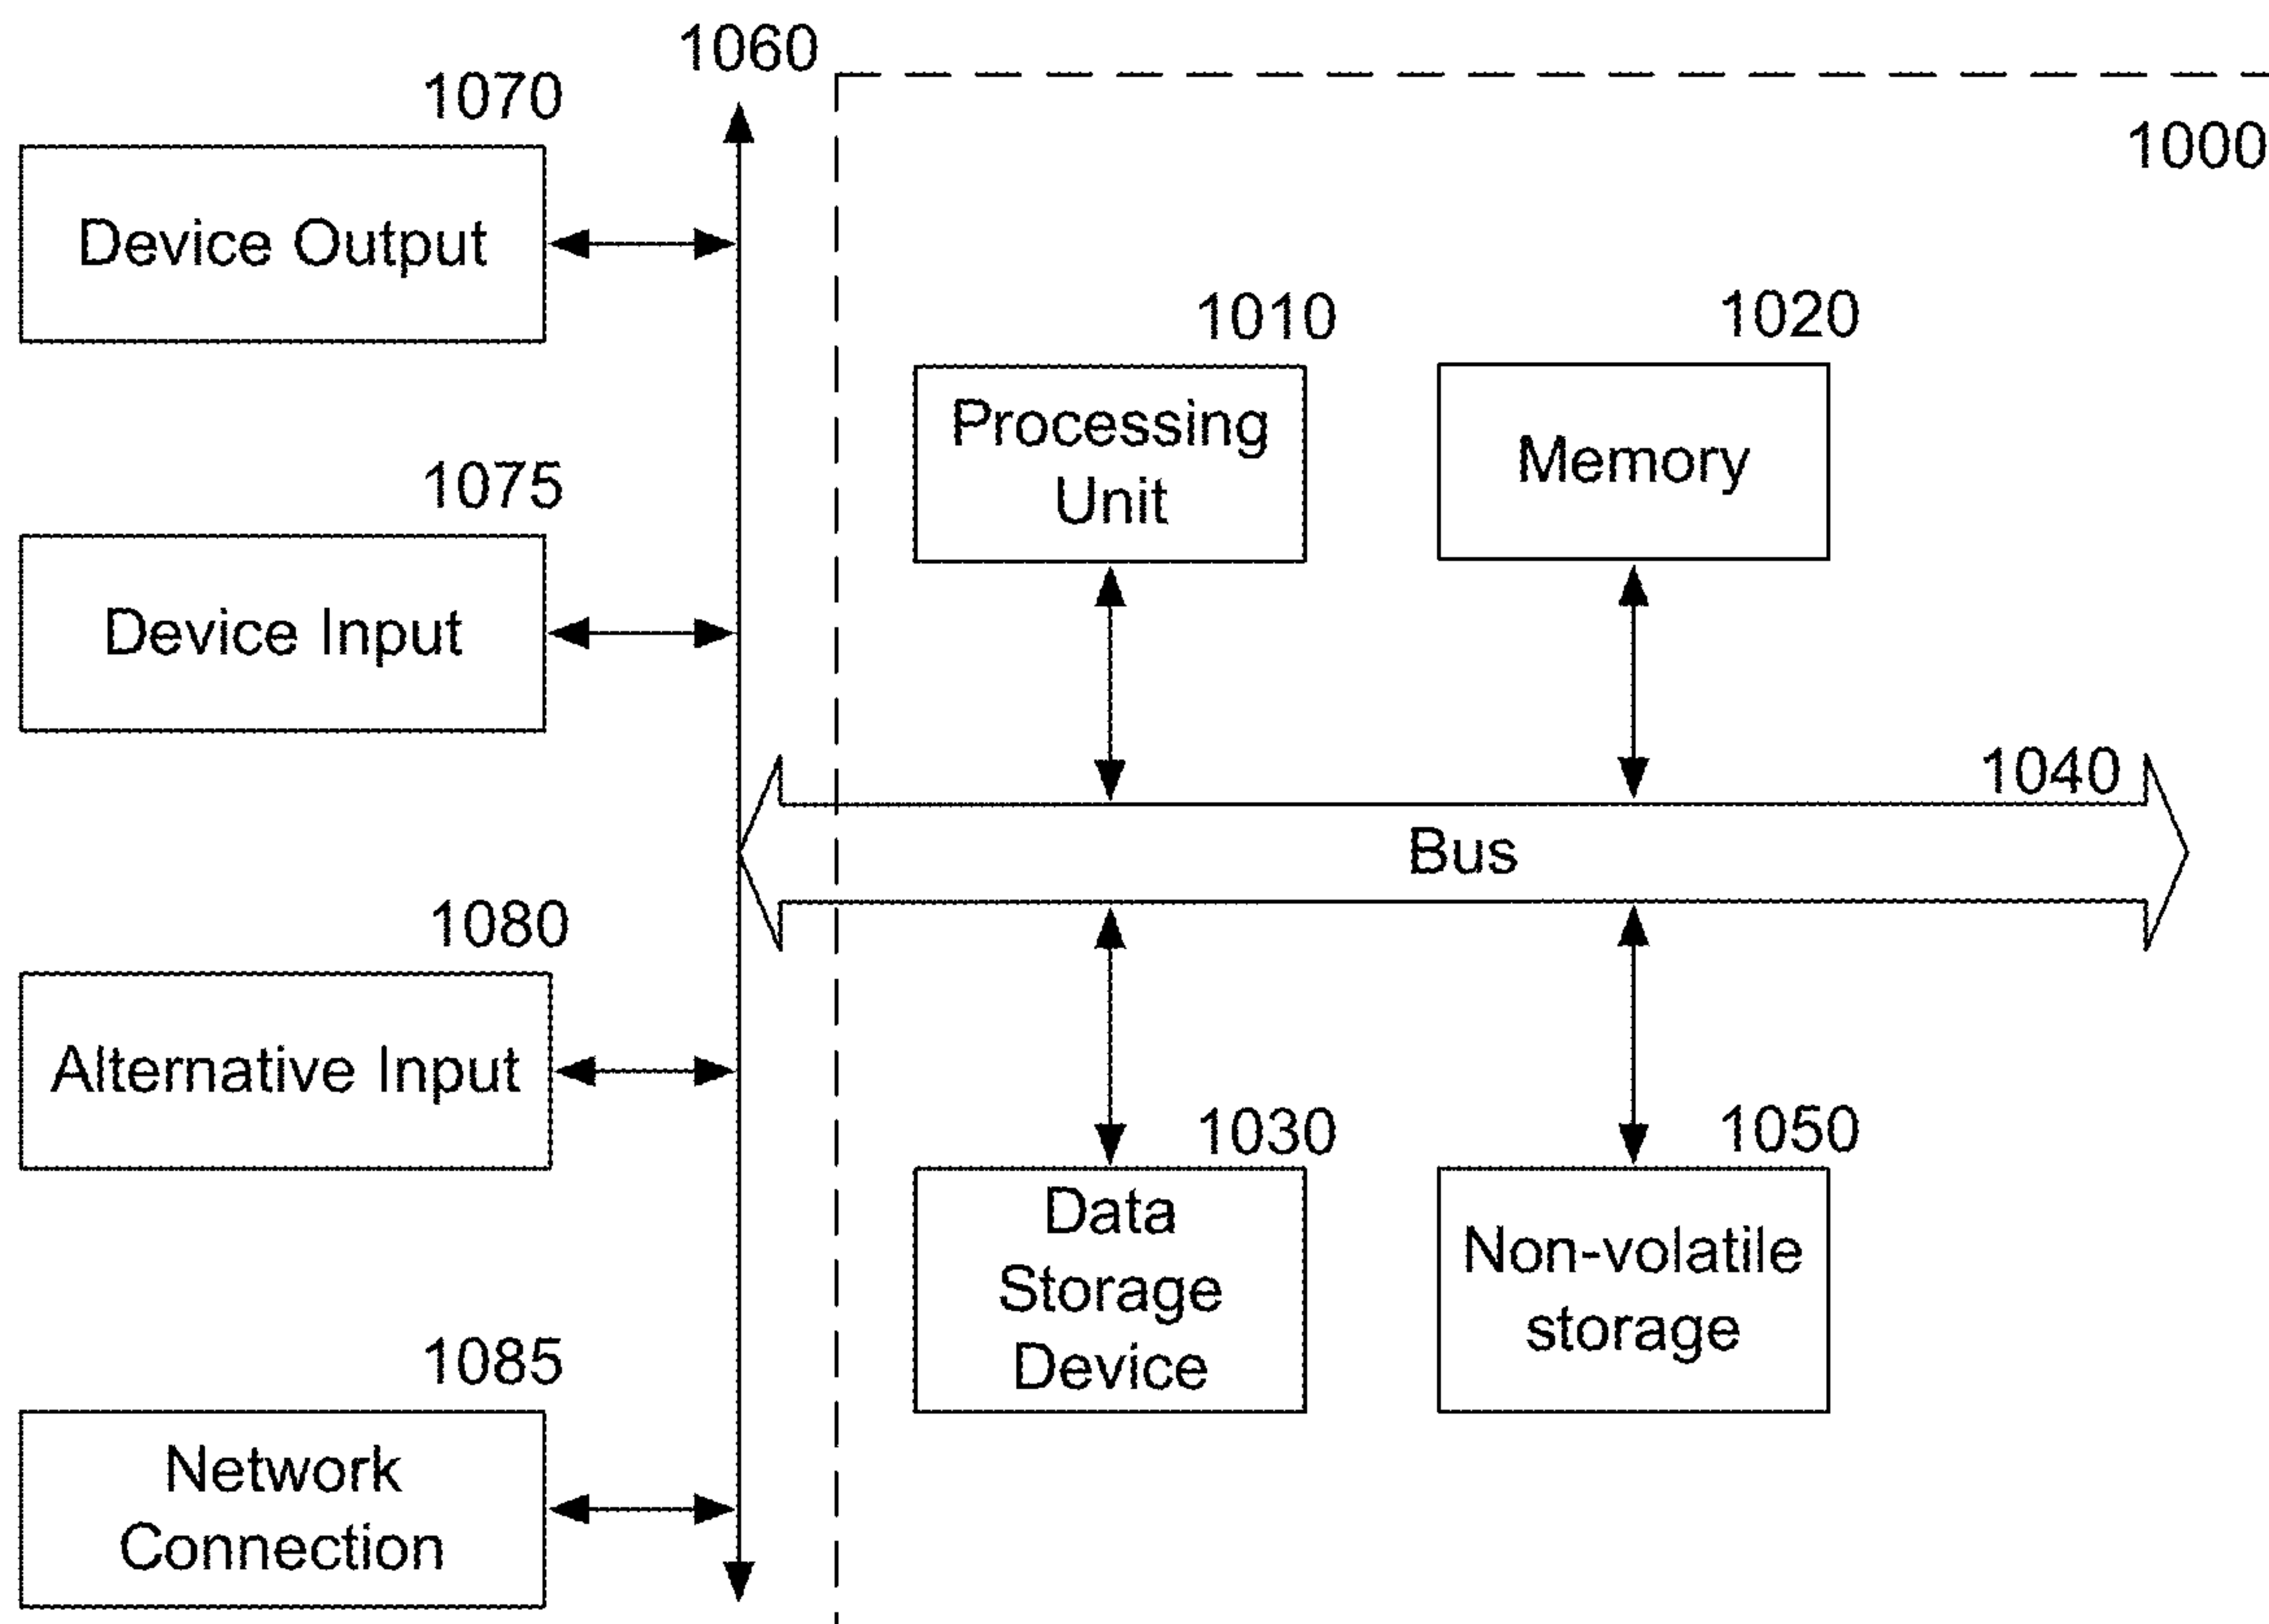 1060
1070
1000
Device Output
1010
1020
Processing
Unit
Memory
1075
Device Input
1040
Bus
1080
Alternative Input
1030
1050
Data
Storage
Device
Non-volatile
storage
1085
Network
Connection